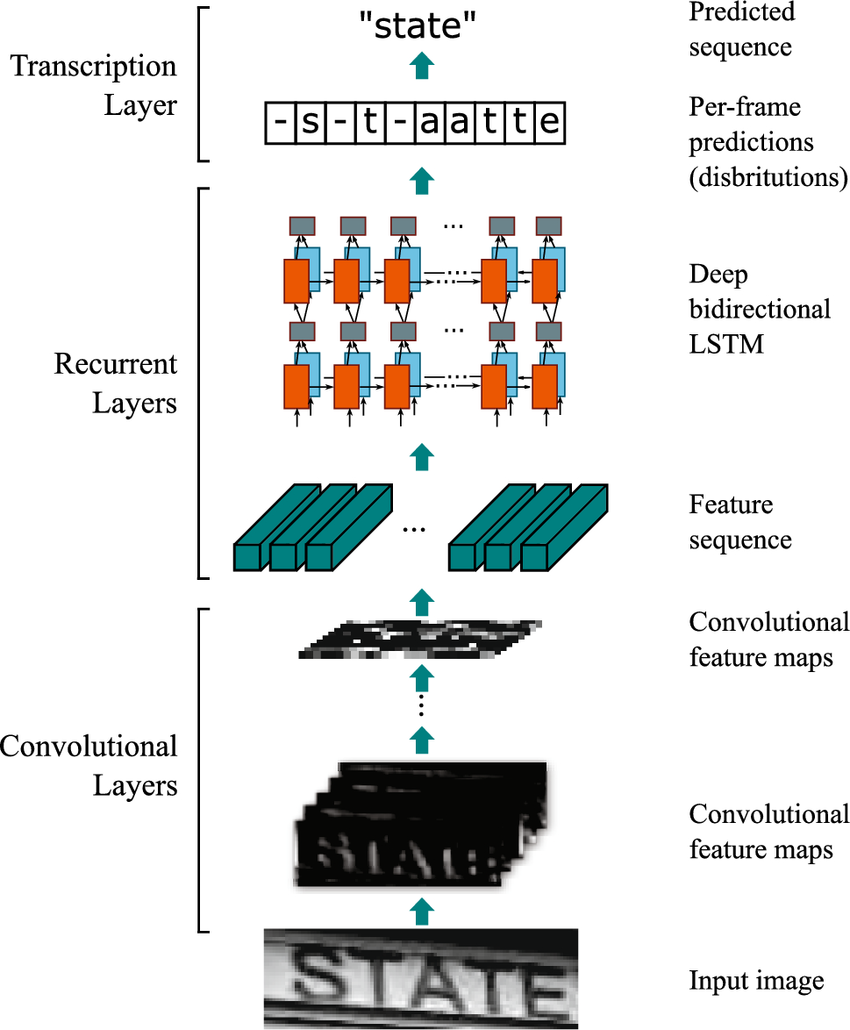 "state"
Predicted
sequence
Transcription
Layer
-s-t-aatte
Per-frame
predictions
(disbritutions)
Deep
bidirectional
LSTM
Recurrent
Layers
...
...
...
...
...
...
...
Feature
sequence
Convolutional
feature maps
Convolutional
Layers
STATE
Convolutional
feature maps
STATE
Input image